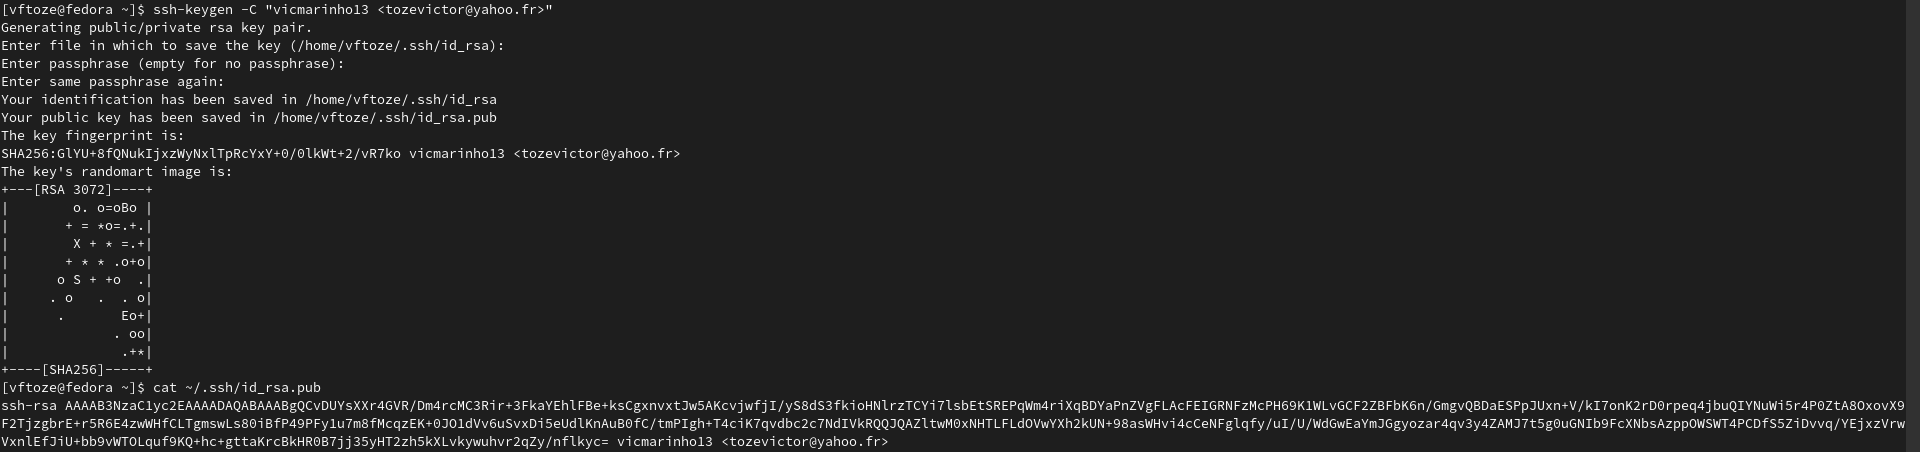 [vftoze@fedora ~]$ ssh-keygen -C "vicmarinho13 <tozevictor@yahoo.fr>"
Generating public/private rsa key pair.
Enter file in which to save the key (/home/vftoze/.ssh/id_rsa):
Enter passphrase (empty for no passphrase):
Enter same passphrase again:
Your identification has been saved in /home/vftoze/.ssh/id_rsa
Your public key has been saved in /home/vftoze/.ssh/id_rsa.pub
The key fingerprint is:
SHA256:GlYU+8fQNukIjxzWyNxlTpRcYxY+0/0lkWt+2/vR7ko vicmarinho13 <tozevictor@yahoo.fr>
The key's randomart image is:
+---[RSA 3072]----+
|        o. o=oBo |
|       + = *o=.+.|
|        X + * =.+|
|       + * * .o+o|
|      o S + +o  .|
|     . o   .  . o|
|      .       Eo+|
|             . oo|
|              .+*|
+----[SHA256]-----+
[vftoze@fedora ~]$ cat ~/.ssh/id_rsa.pub
ssh-rsa AAAAB3NzaC1yc2EAAAADAQABAAABgQCvDUYsXXr4GVR/Dm4rcMC3Rir+3FkaYEhlFBe+ksCgxnvxtJw5AKcvjwfjI/yS8dS3fkioHNlrzTCYi7lsbEtSREPqWm4riXqBDYaPnZVgFLAcFEIGRNFzMcPH69K1WLvGCF2ZBFbK6n/GmgvQBDaESPpJUxn+V/kI7onK2rD0rpeq4jbuQIYNuWi5r4P0ZtA8OxovX9
F2TjzgbrE+r5R6E4zwWHfCLTgmswLs80iBfP49PFy1u7m8fMcqzEK+0JO1dVv6uSvxDi5eUdlKnAuB0fC/tmPIgh+T4ciK7qvdbc2c7NdIVkRQQJQAZltwM0xNHTLFLdOVwYXh2kUN+98asWHvi4cCeNFglqfy/uI/U/WdGwEaYmJGgyozar4qv3y4ZAMJ7t5g0uGNIb9FcXNbsAzppOWSWT4PCDfS5ZiDvvq/YEjxzVrw
VxnlEfJiU+bb9vWTOLquf9KQ+hc+gttaKrcBkHR0B7jj35yHT2zh5kXLvkywuhvr2qZy/nflkyc= vicmarinho13 <tozevictor@yahoo.fr>